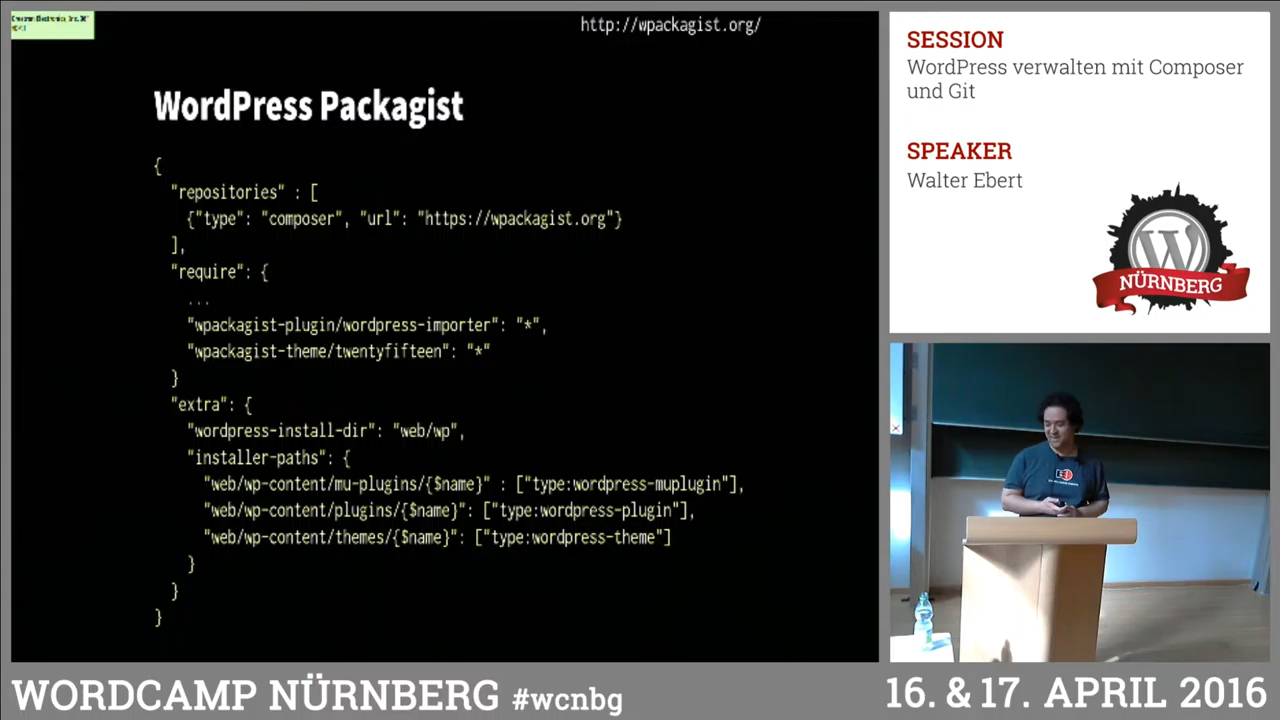 http://wpackagist.org/
WordPress Packagist
{
"repositories" : [
{"type": "composer", "url": "https://wpackagist.org"}
],
"require": {
...
"wpackagist-plugin/wordpress-importer": "*",
"wpackagist-theme/twentyfifteen": "*"
}
"extra": {
"wordpress-install-dir": "web/wp",
"installer-paths": {
"web/wp-content/mu-plugins/{$name}" : ["type:wordpress-muplugin"],
"web/wp-content/plugins/{$name}": ["type:wordpress-plugin"],
"web/wp-content/themes/{$name}": ["type:wordpress-theme"]
}
}
}
SESSION
WordPress verwalten mit Composer
und Git
SPEAKER
Walter Ebert
W
NÜRNBERG
WORDCAMP NÜRNBERG #wcnbg
16. & 17. APRIL 2016